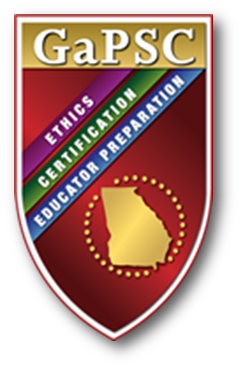 GaPSC
ETHICS
CERTIFICATION
EDUCATOR PREPARATION